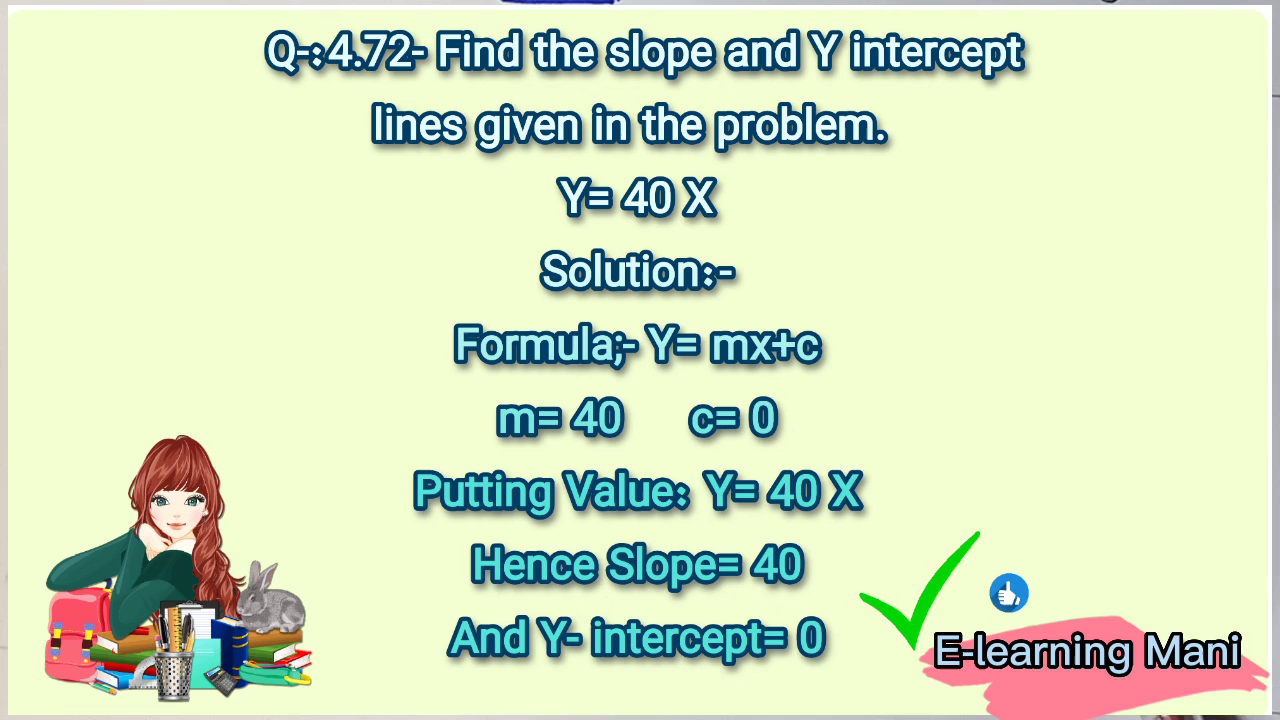 Q-:4.72- Find the slope and Y intercept
lines given in the problem.
Y= 40 X
Solution:-
Formula;- Y= mx+c
m= 40 c= 0
Putting Value: Y= 40 X
Hence Slope= 40
And Y- intercept= 0
E-learning Mani